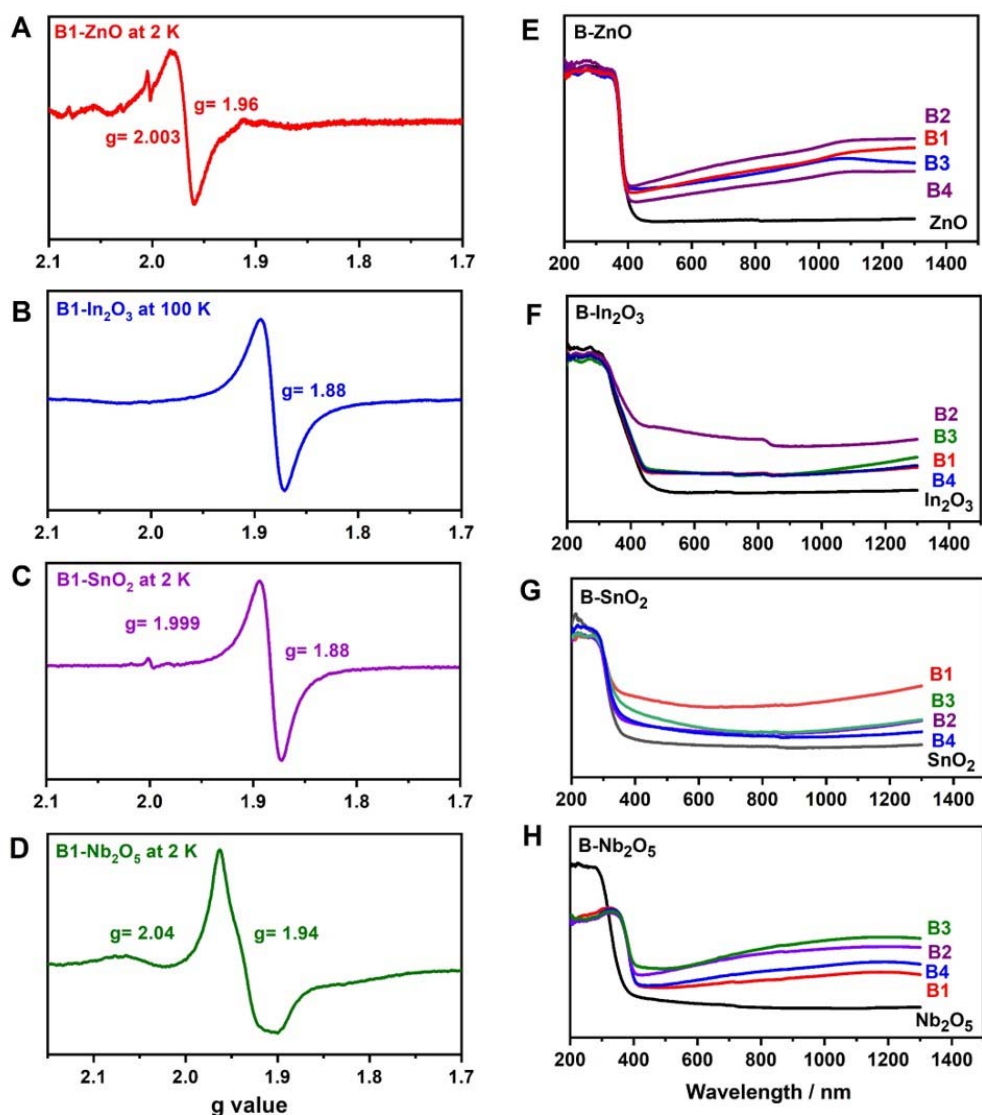 A
B1-ZnO at 2 K
g= 1.96
g= 2.003
2.1 2.0 1.9 1.8 1.7
B
B1-In₂O₃ at 100 K
g= 1.88
2.1 2.0 1.9 1.8 1.7
C
B1-SnO₂ at 2 K
g= 1.999
g= 1.88
2.1 2.0 1.9 1.8 1.7
D
B1-Nb₂O₅ at 2 K
g= 2.04
g= 1.94
2.1 2.0 1.9 1.8 1.7
g value
E
B-ZnO
B2
B1
B3
B4
ZnO
200 400 600 800 1000 1200 1400
F
B-In₂O₃
B2
B3
B1
B4
In₂O₃
200 400 600 800 1000 1200 1400
G
B-SnO₂
B1
B3
B2
B4
SnO₂
200 400 600 800 1000 1200 1400
H
B-Nb₂O₅
B3
B2
B4
B1
Nb₂O₅
200 400 600 800 1000 1200 1400
Wavelength / nm